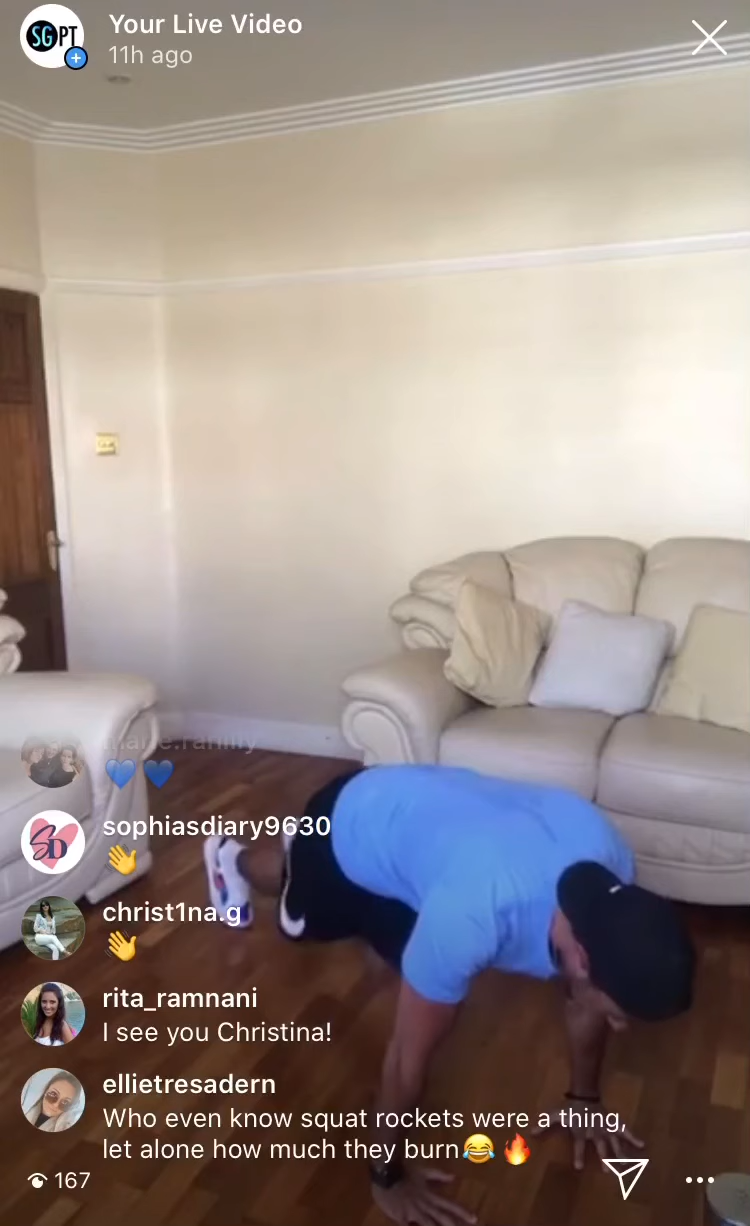 SGPT
Your Live Video
11h ago
💙 💙
sophiasdiary9630
SD
👋
christ1na.g
👋
rita_ramnani
I see you Christina!
ellietresadern
Who even know squat rockets were a thing,
let alone how much they burn😂 🔥
167